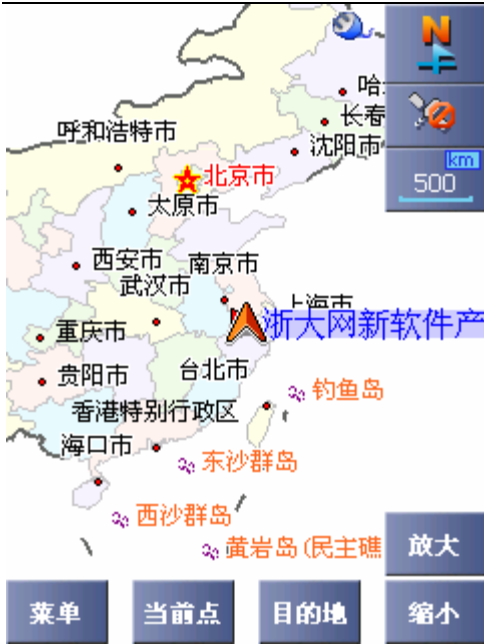 N
哈
长春
呼和浩特市
沈阳市
km
500
北京市
太原市
西安市
南京市
武汉市
上海市
浙大网新软件产
重庆市
贵阳市
台北市
钓鱼岛
香港特别行政区
海口市
东沙群岛
西沙群岛
黄岩岛(民主礁
放大
菜单
当前点
目的地
缩小